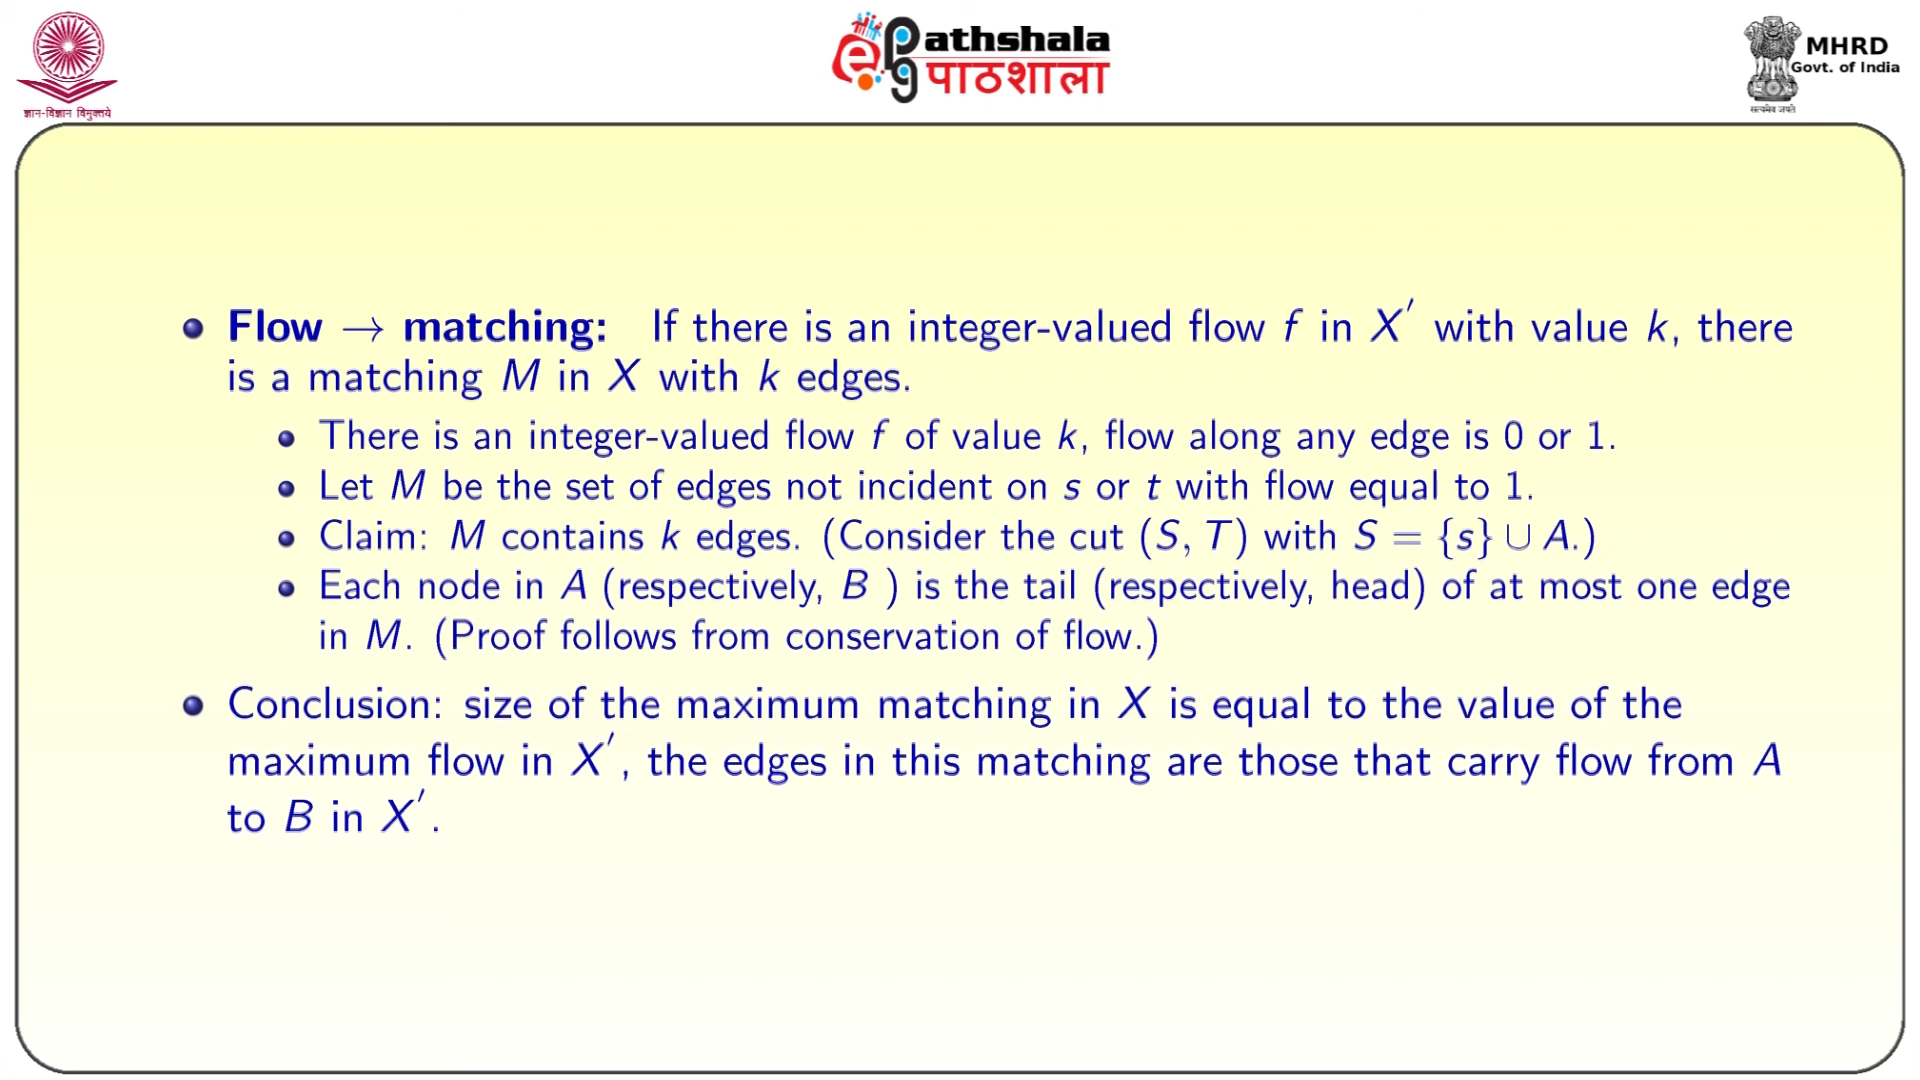 ज्ञान-विज्ञान विमुक्तये
ePathshala
पाठशाला
MHRD
Govt. of India
सत्यमेव जयते
• Flow → matching: If there is an integer-valued flow f in X′ with value k, there
is a matching M in X with k edges.
• There is an integer-valued flow f of value k, flow along any edge is 0 or 1.
• Let M be the set of edges not incident on s or t with flow equal to 1.
• Claim: M contains k edges. (Consider the cut (S, T) with S = {s} ∪ A.)
• Each node in A (respectively, B ) is the tail (respectively, head) of at most one edge
in M. (Proof follows from conservation of flow.)
• Conclusion: size of the maximum matching in X is equal to the value of the
maximum flow in X′, the edges in this matching are those that carry flow from A
to B in X′.